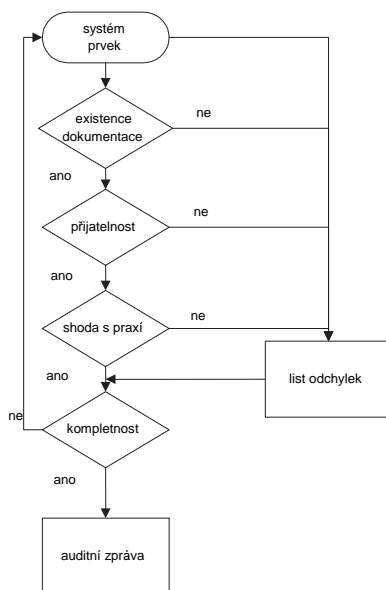 systém
prvek
existence
dokumentace
ne
ano
přijatelnost
ne
ano
shoda s praxí
ne
ano
list odchylek
ne
kompletnost
ano
auditní zpráva